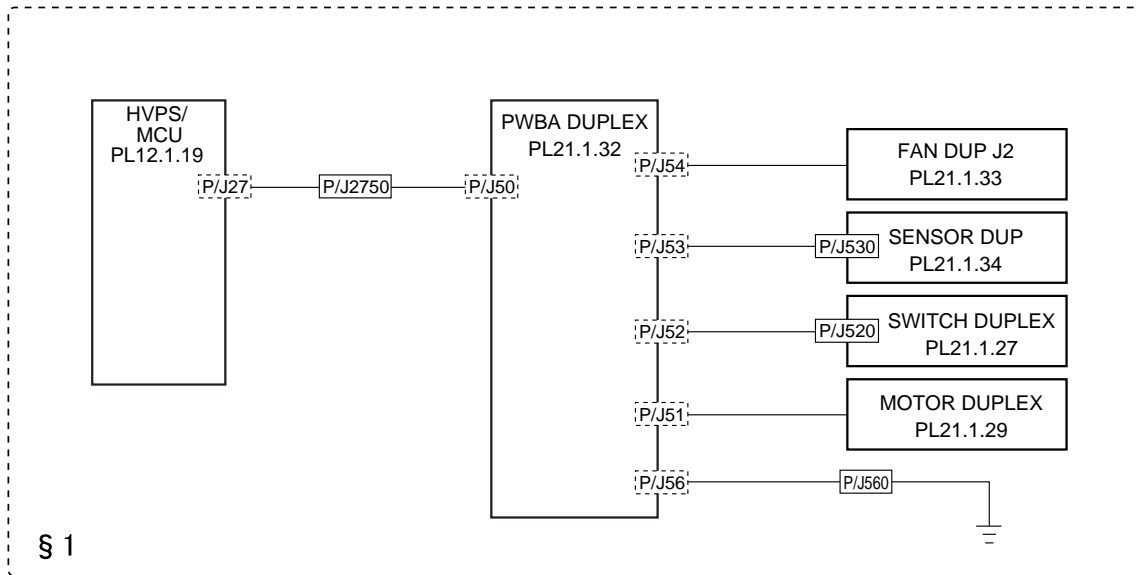 HVPS/
MCU
PL12.1.19
P/J27
P/J2750
P/J50
PWBA DUPLEX
PL21.1.32
P/J54
FAN DUP J2
PL21.1.33
P/J53
P/J530
SENSOR DUP
PL21.1.34
P/J52
P/J520
SWITCH DUPLEX
PL21.1.27
P/J51
MOTOR DUPLEX
PL21.1.29
P/J56
P/J560
§ 1